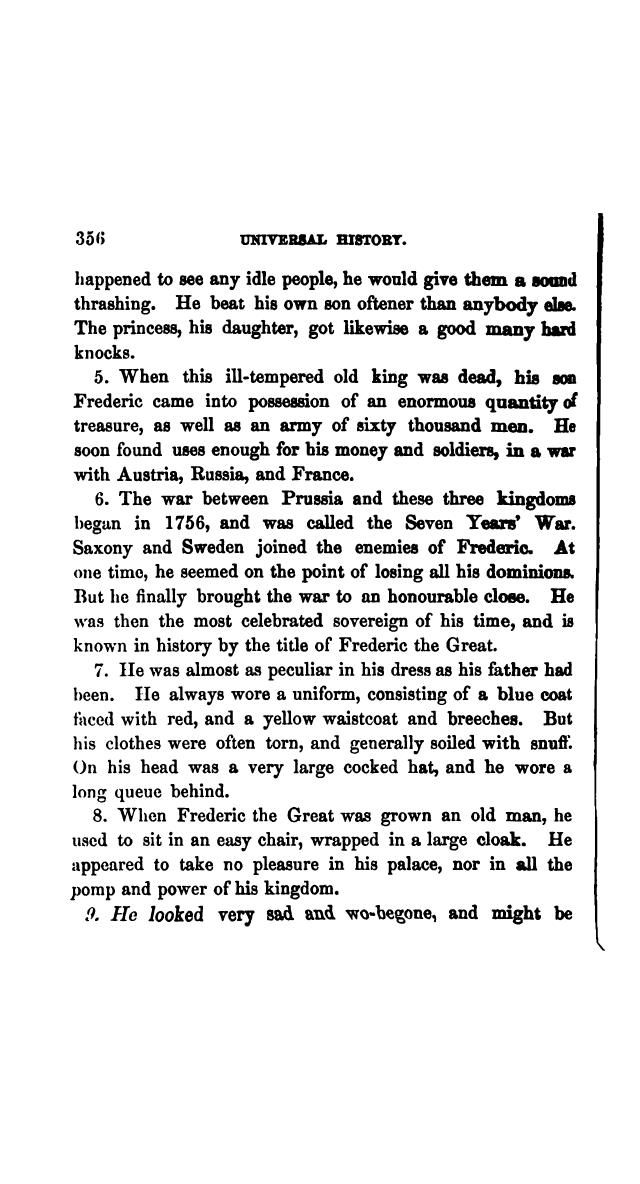 356 UNIVERSAL HISTORY.
happened to see any idle people, he would give them a sound
thrashing. He beat his own son oftener than anybody else.
The princess, his daughter, got likewise a good many hard
knocks.
5. When this ill-tempered old king was dead, his son
Frederic came into possession of an enormous quantity of
treasure, as well as an army of sixty thousand men. He
soon found uses enough for his money and soldiers, in a war
with Austria, Russia, and France.
6. The war between Prussia and these three kingdoms
began in 1756, and was called the Seven Years' War.
Saxony and Sweden joined the enemies of Frederic. At
one time, he seemed on the point of losing all his dominions.
But he finally brought the war to an honourable close. He
was then the most celebrated sovereign of his time, and is
known in history by the title of Frederic the Great.
7. He was almost as peculiar in his dress as his father had
been. He always wore a uniform, consisting of a blue coat
faced with red, and a yellow waistcoat and breeches. But
his clothes were often torn, and generally soiled with snuff.
On his head was a very large cocked hat, and he wore a
long queue behind.
8. When Frederic the Great was grown an old man, he
used to sit in an easy chair, wrapped in a large cloak. He
appeared to take no pleasure in his palace, nor in all the
pomp and power of his kingdom.
9. He looked very sad and wo-begone, and might be